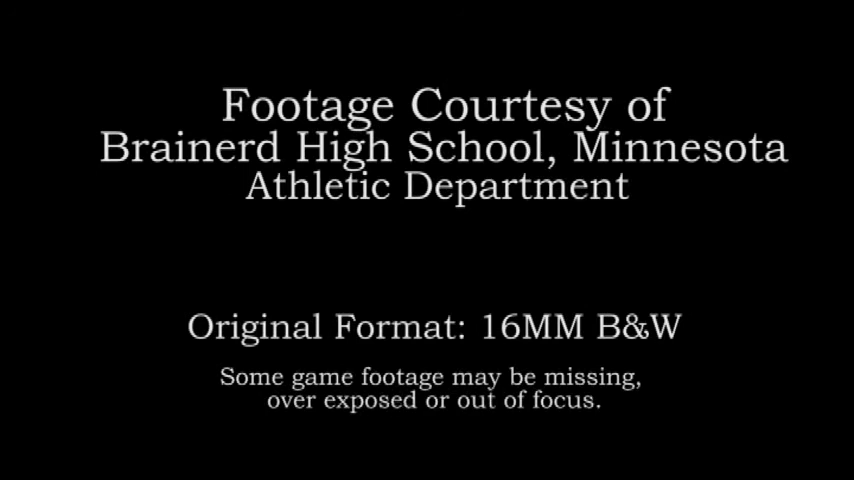 Footage Courtesy of
Brainerd High School, Minnesota
Athletic Department
Original Format: 16MM B&W
Some game footage may be missing,
over exposed or out of focus.